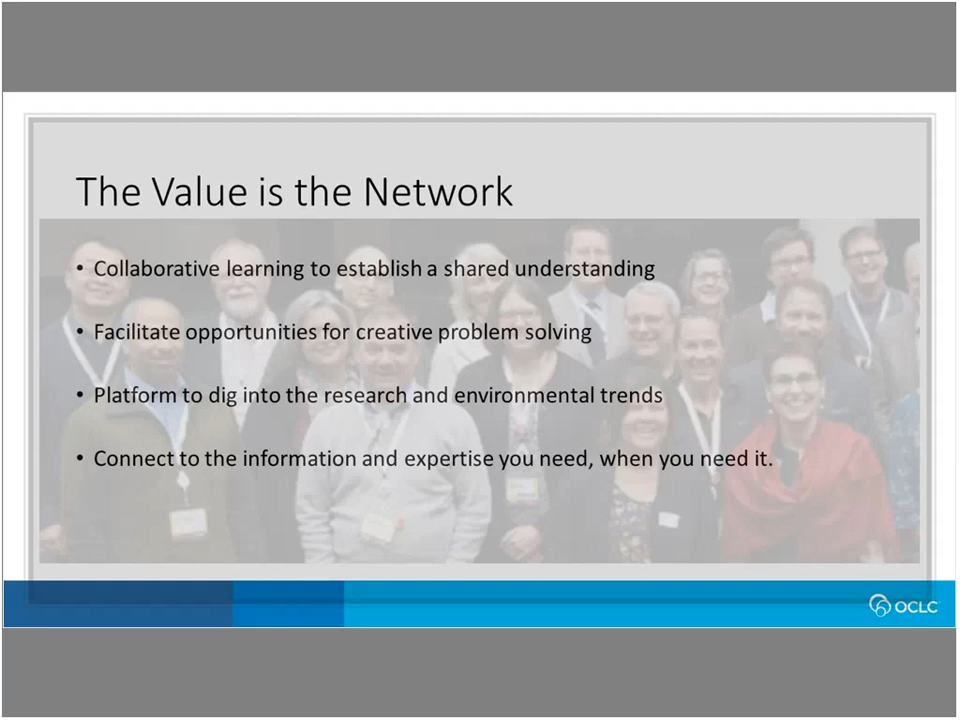 The Value is the Network
• Collaborative learning to establish a shared understanding
• Facilitate opportunities for creative problem solving
• Platform to dig into the research and environmental trends
• Connect to the information and expertise you need, when you need it.
OCLC